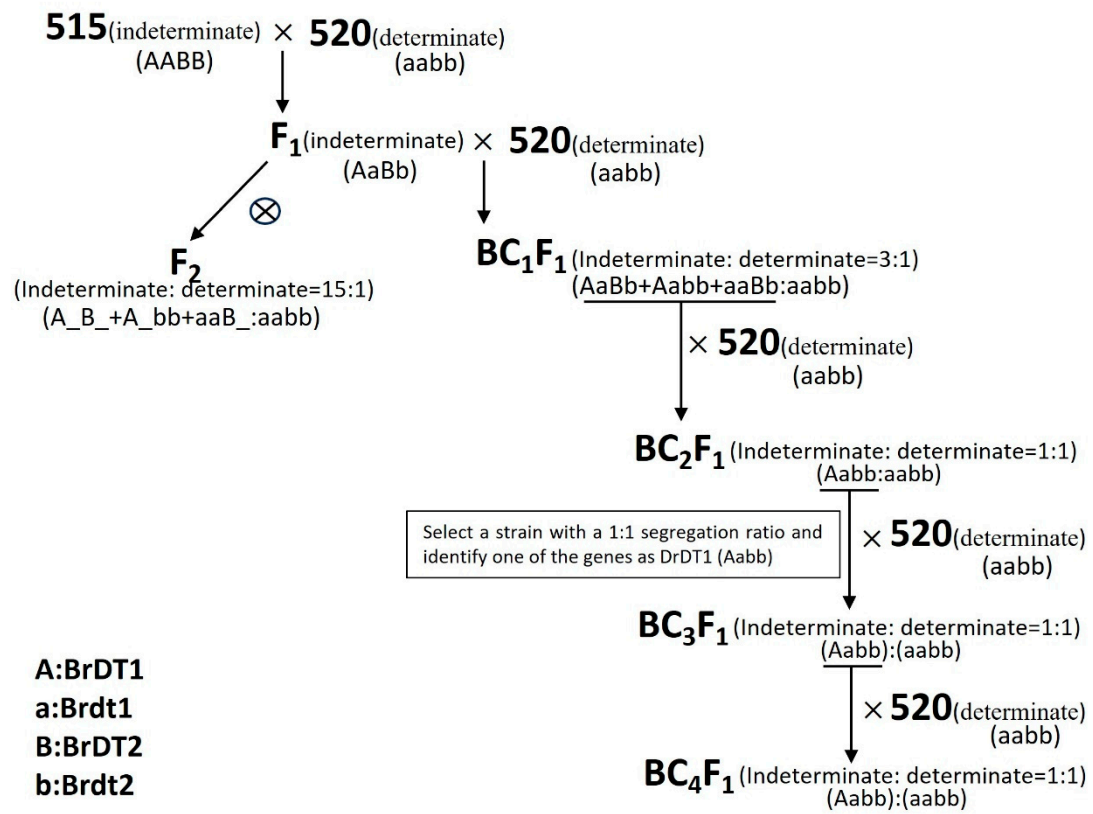 515(indeterminate) × 520(determinate)
(AABB) (aabb)
F1(indeterminate) × 520(determinate)
(AaBb) (aabb)
F2
(Indeterminate: determinate=15:1)
(A_B_+A_bb+aaB_:aabb)
BC1F1 (Indeterminate: determinate=3:1)
(AaBb+Aabb+aaBb:aabb)
× 520(determinate)
(aabb)
BC2F1 (Indeterminate: determinate=1:1)
(Aabb:aabb)
Select a strain with a 1:1 segregation ratio and
identify one of the genes as DrDT1 (Aabb)
× 520(determinate)
(aabb)
BC3F1 (Indeterminate: determinate=1:1)
(Aabb):(aabb)
× 520(determinate)
(aabb)
BC4F1 (Indeterminate: determinate=1:1)
(Aabb):(aabb)
A:BrDT1
a:Brdt1
B:BrDT2
b:Brdt2